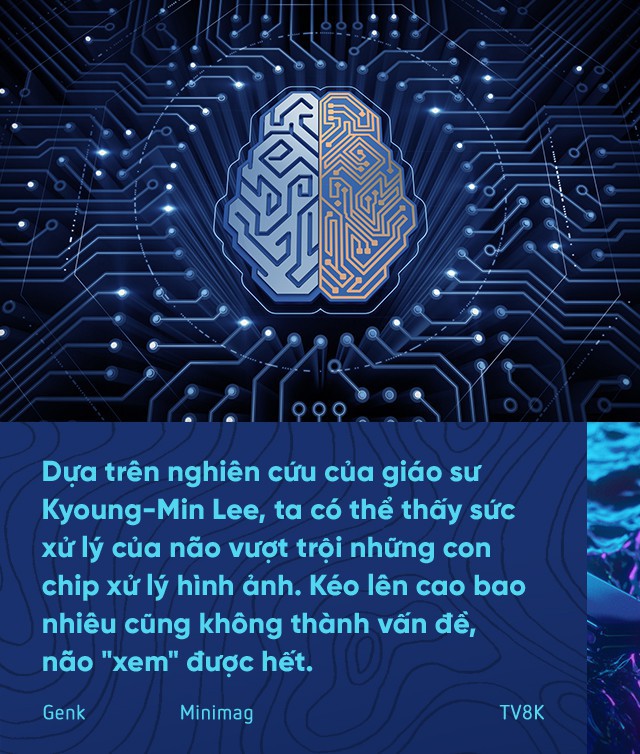 Dựa trên nghiên cứu của giáo sư
Kyoung-Min Lee, ta có thể thấy sức
xử lý của não vượt trội những con
chip xử lý hình ảnh. Kéo lên cao bao
nhiêu cũng không thành vấn đề,
não "xem" được hết.
Genk Minimag TV8K